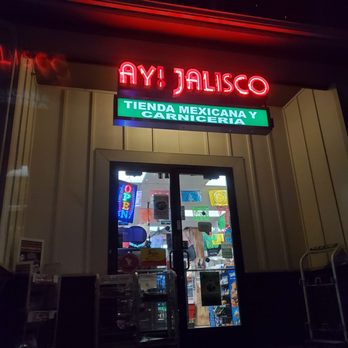 AY! JALISCO
TIENDA MEXICANA Y
CARNICERIA
OPEN